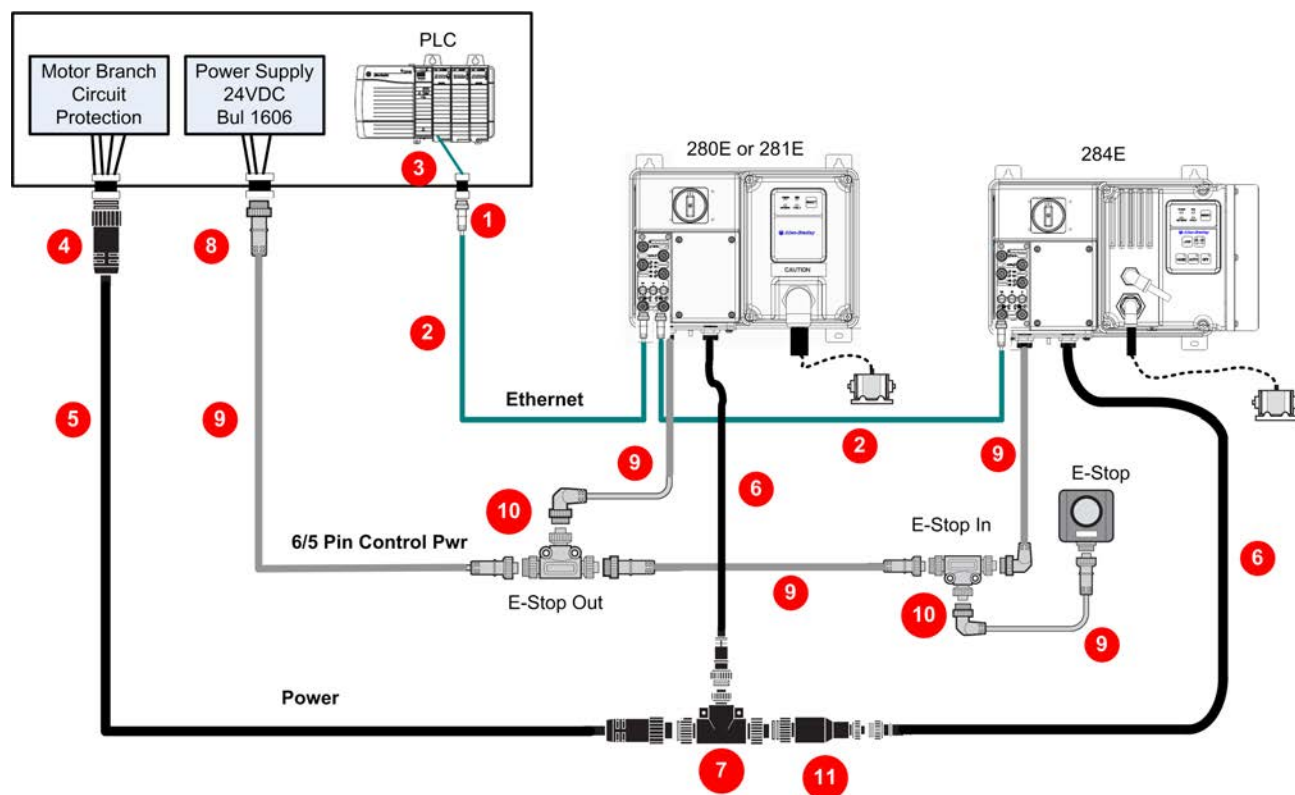 PLC
Motor Branch
Circuit
Protection
Power Supply
24VDC
Bul 1606
3
280E or 281E
284E
4
8
1
CAUTION
2
Ethernet
5
9
2
9
9
E-Stop
6
10
E-Stop In
6/5 Pin Control Pwr
6
E-Stop Out
9
10
9
Power
7
11